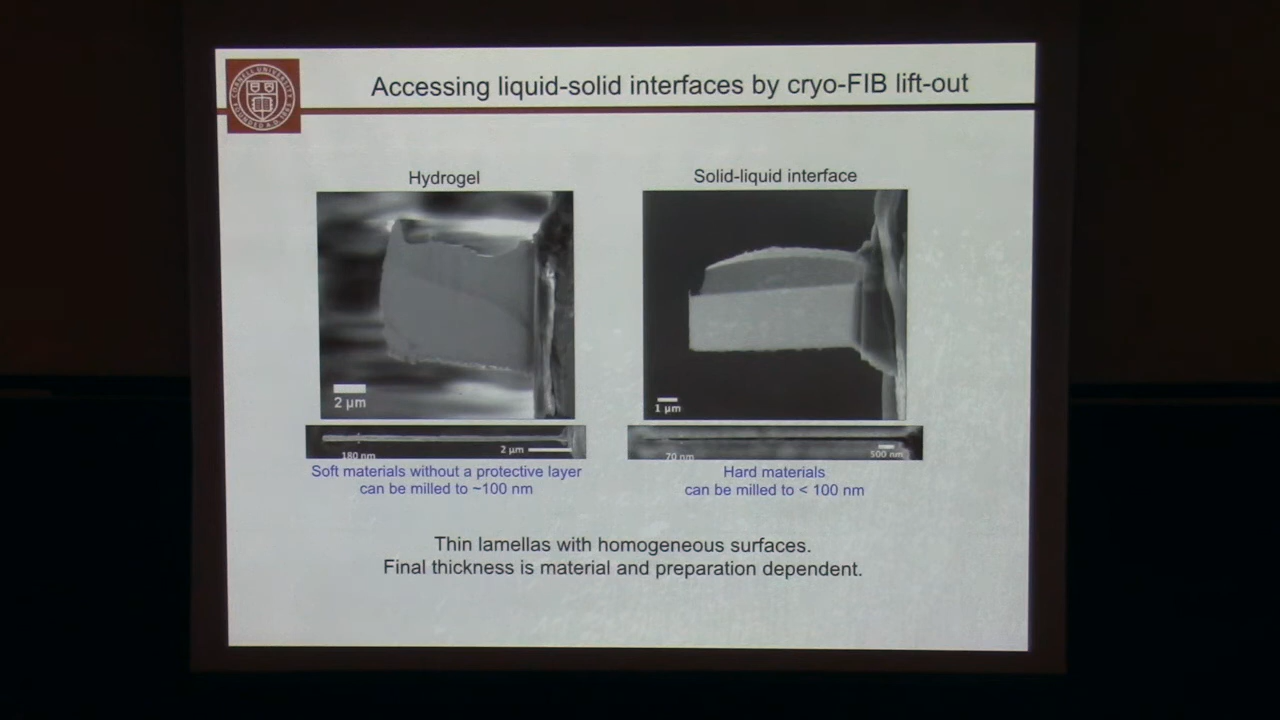 Accessing liquid-solid interfaces by cryo-FIB lift-out
Hydrogel
Solid-liquid interface
2 μm
1 μm
180 nm
2 μm
70 nm
500 nm
Soft materials without a protective layer
can be milled to ~100 nm
Hard materials
can be milled to < 100 nm
Thin lamellas with homogeneous surfaces.
Final thickness is material and preparation dependent.